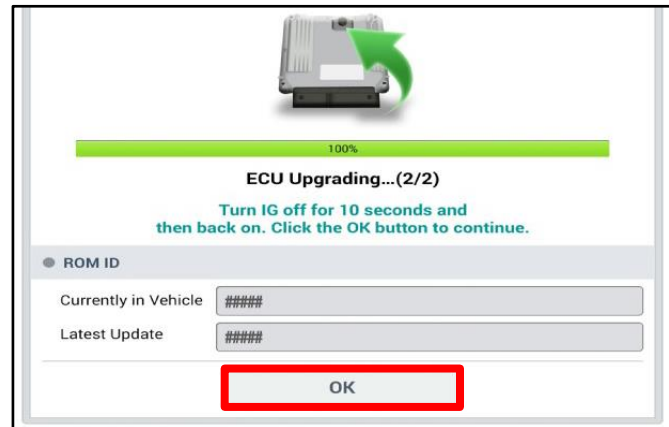 100%
ECU Upgrading...(2/2)
Turn IG off for 10 seconds and
then back on. Click the OK button to continue.
ROM ID
Currently in Vehicle #####
Latest Update #####
OK